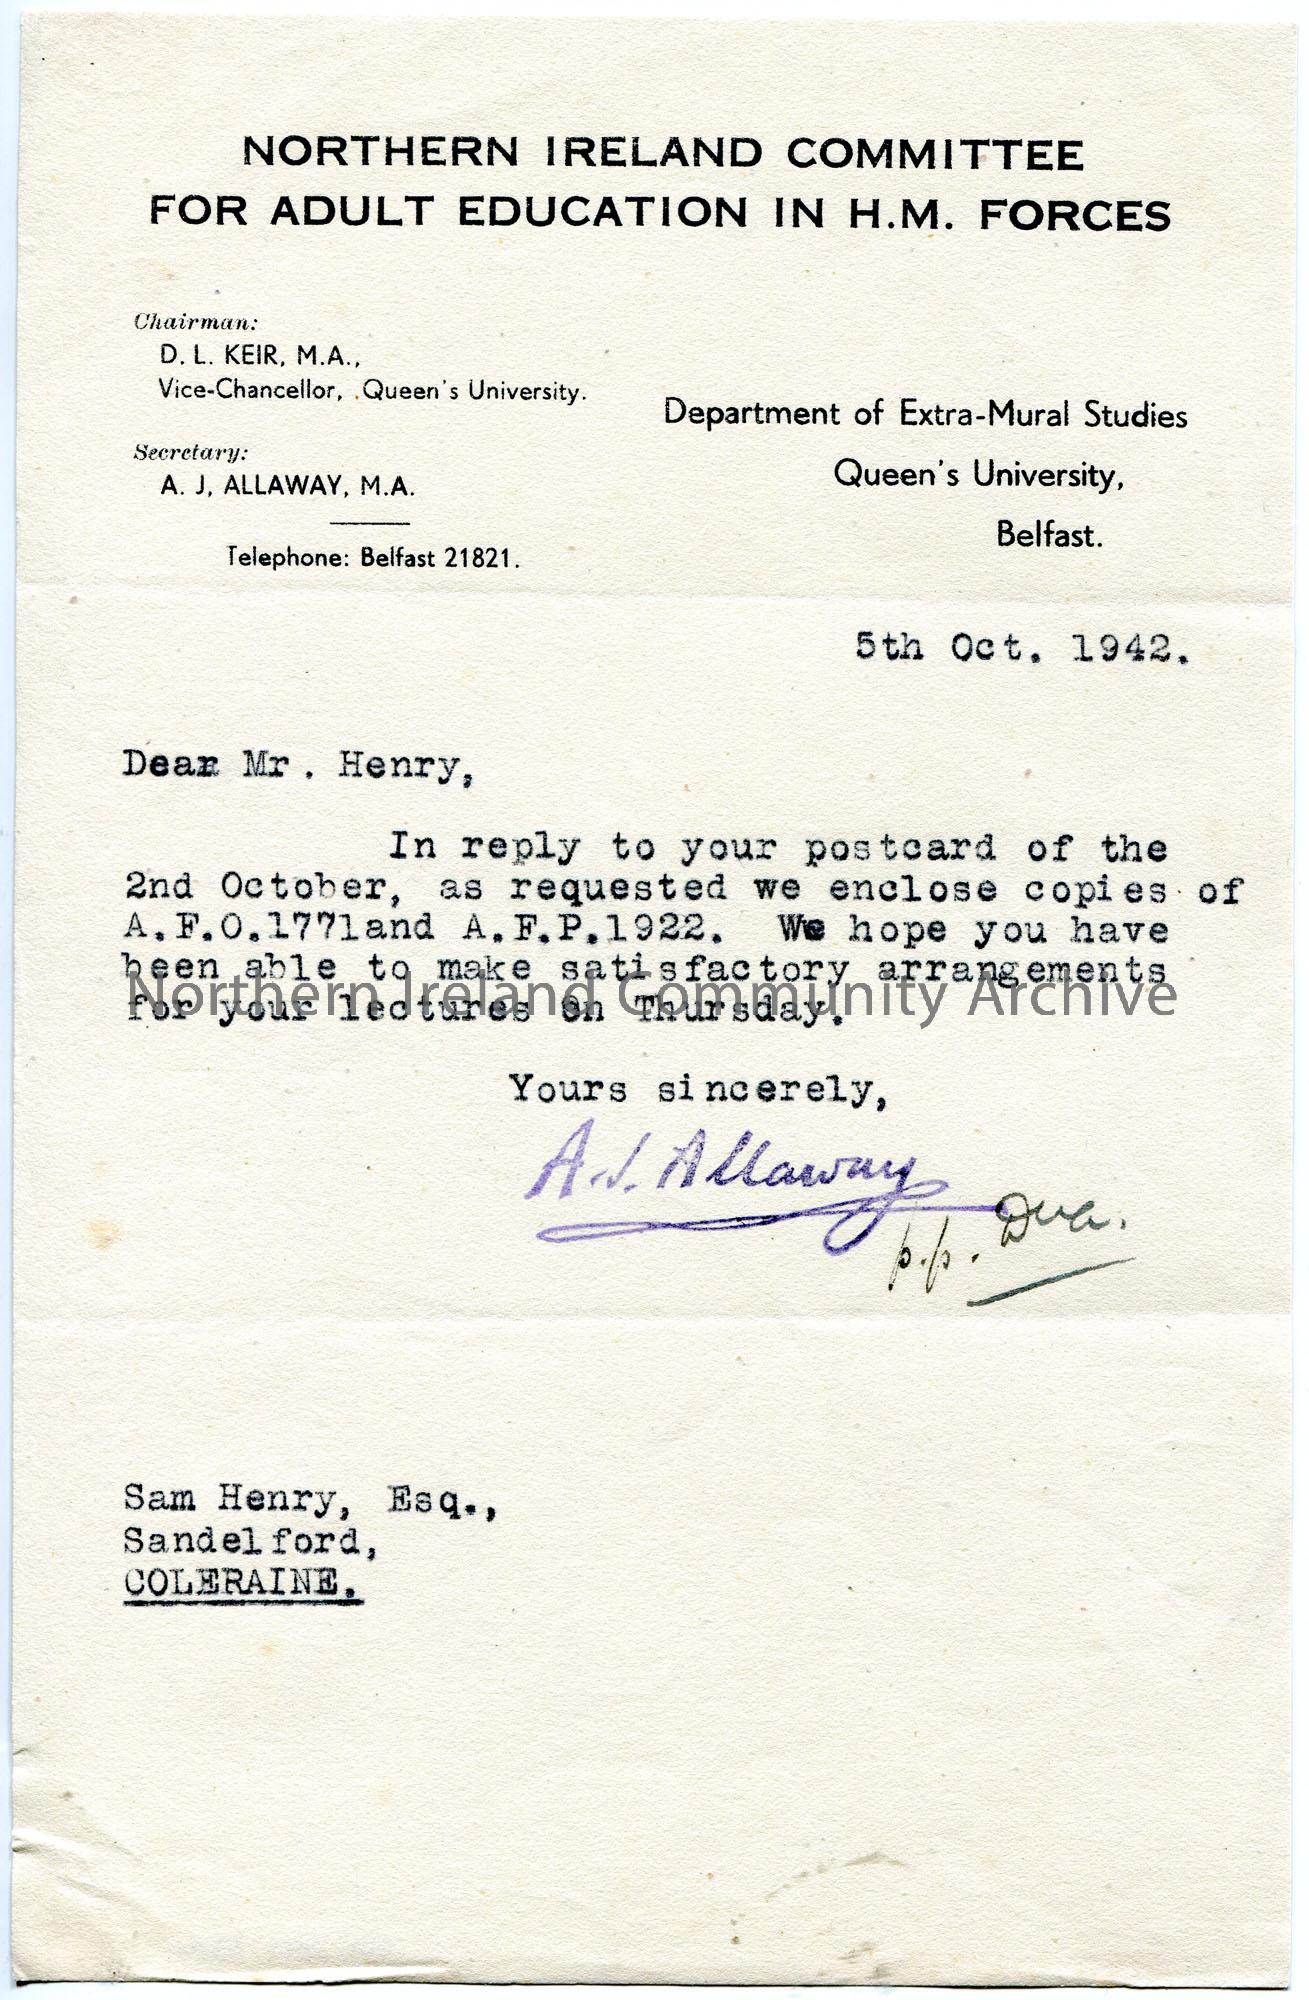 NORTHERN IRELAND COMMITTEE
FOR ADULT EDUCATION IN H.M. FORCES
Chairman:
D. L. KEIR, M.A.,
Vice-Chancellor, Queen's University.
Secretary:
A. J, ALLAWAY, M.A.
Telephone: Belfast 21821.
Department of Extra-Mural Studies
Queen's University,
Belfast.
5th Oct. 1942.
Dear Mr. Henry,
In reply to your postcard of the
2nd October, as requested we enclose copies of
A.F.O.1771and A.F.P.1922. We hope you have
been able to make satisfactory arrangements
for your lectures on Thursday.
Northern Ireland Community Archive
Yours sincerely,
A.J. Allaway
p.p.
Sam Henry, Esq.,
Sandelford,
COLERAINE.